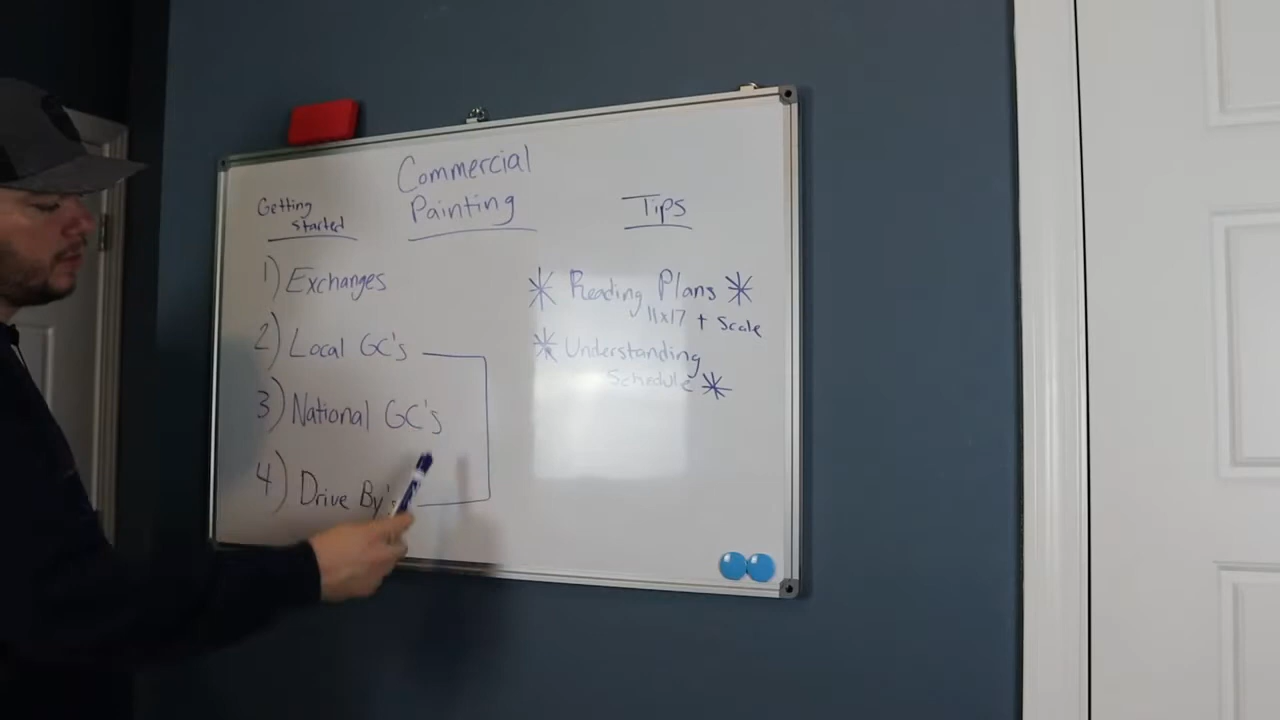 Commercial
Painting
Getting
Started
1) Exchanges
2) Local GC's
3) National GC's
4) Drive By's
Tips
* Reading Plans *
11x17 + Scale
* Understanding
Schedule *